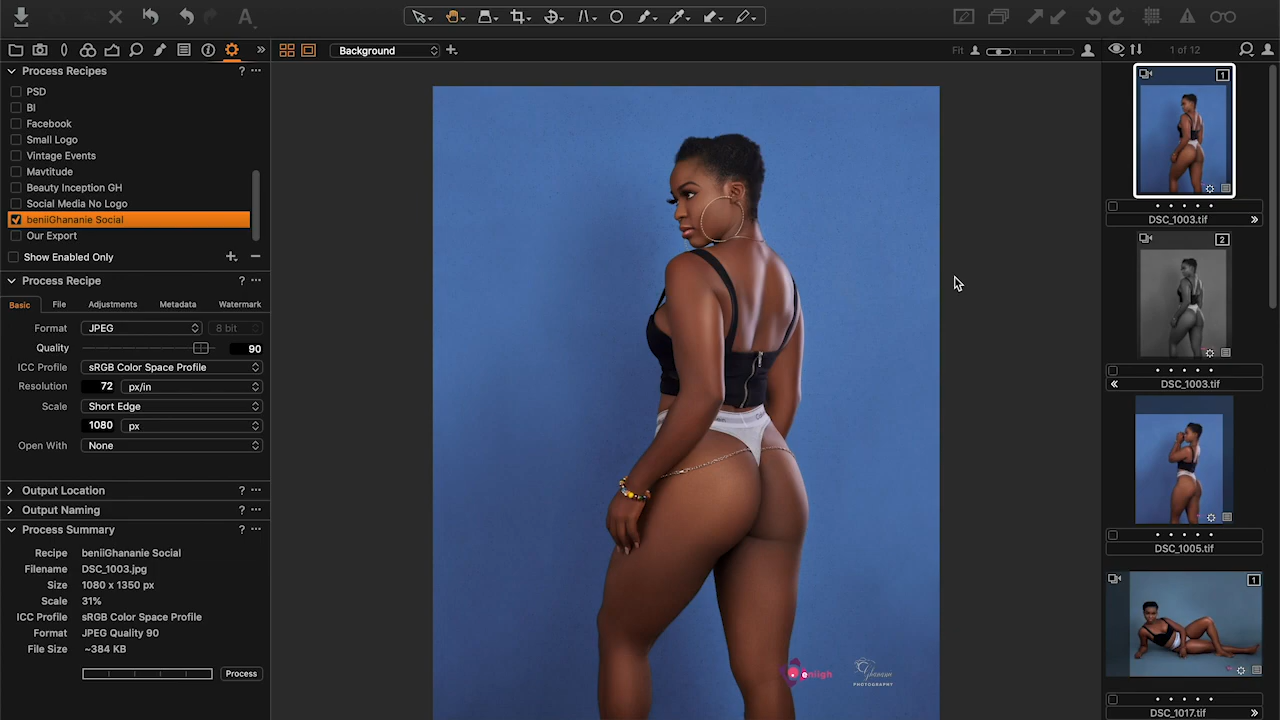 Background
Fit
1 of 12
Process Recipes
?
PSD
BI
Facebook
Small Logo
Vintage Events
Mavtitude
Beauty Inception GH
Social Media No Logo
beniiGhananie Social
Our Export
Show Enabled Only
Process Recipe
?
Basic File Adjustments Metadata Watermark
Format JPEG 8 bit
Quality 90
ICC Profile sRGB Color Space Profile
Resolution 72 px/in
Scale Short Edge
1080 px
Open With None
Output Location
?
Output Naming
?
Process Summary
?
Recipe beniiGhananie Social
Filename DSC_1003.jpg
Size 1080 x 1350 px
Scale 31%
ICC Profile sRGB Color Space Profile
Format JPEG Quality 90
File Size ~384 KB
Process
PHOTOGRAPHY
1
DSC_1003.tif
2
DSC_1003.tif
DSC_1005.tif
1
DSC_1017.tif